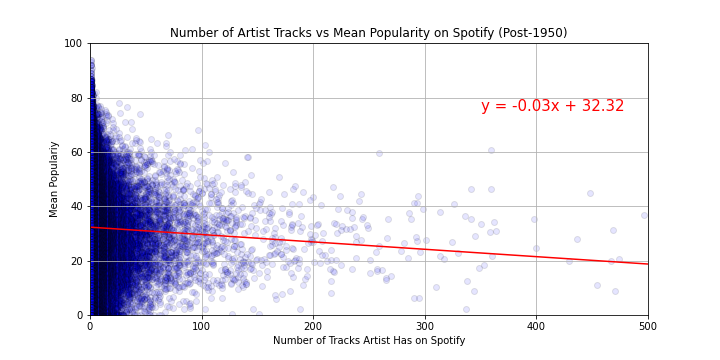 Number of Artist Tracks vs Mean Popularity on Spotify (Post-1950)
100
80
60
40
20
0
Mean Populariy
y = -0.03x + 32.32
0 100 200 300 400 500
Number of Tracks Artist Has on Spotify